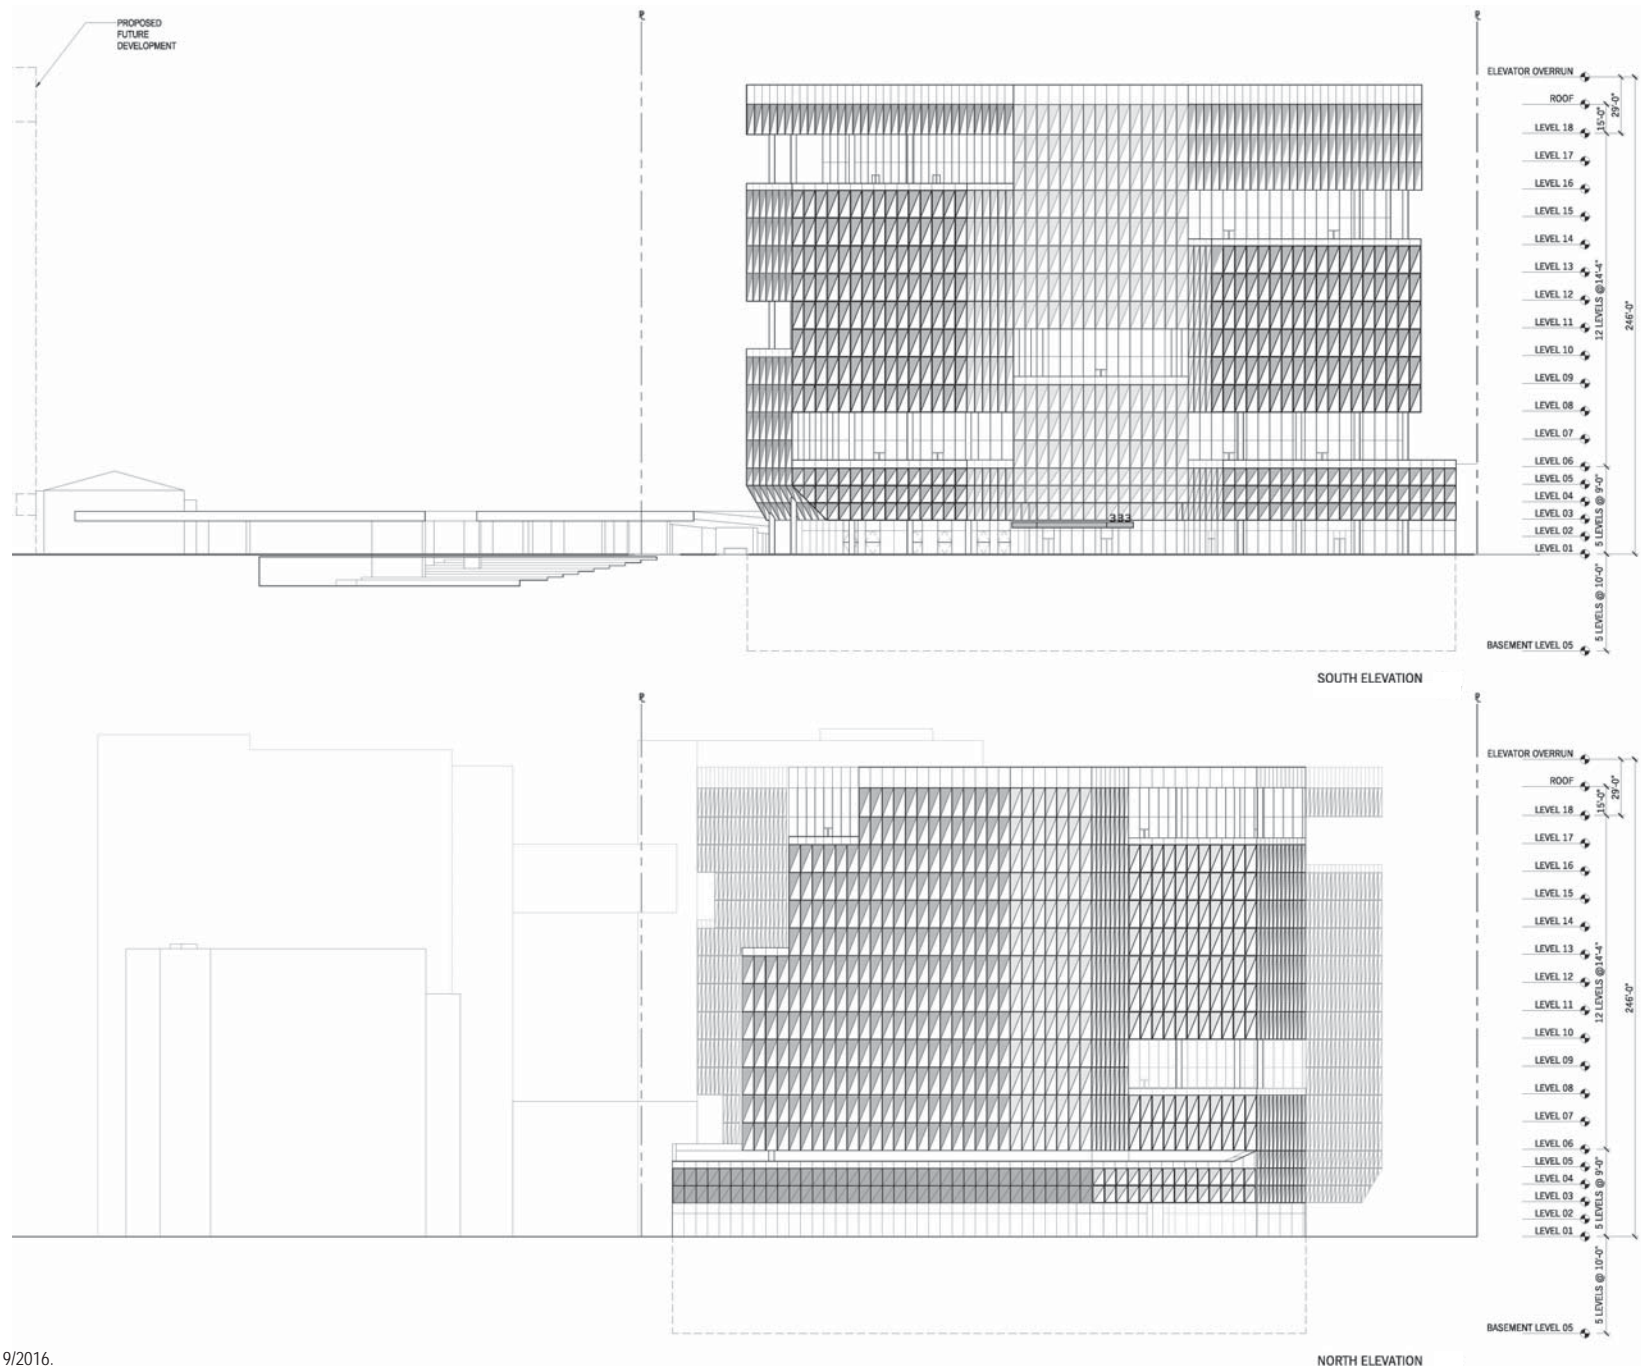 PROPOSED
FUTURE
DEVELOPMENT
ELEVATOR OVERRUN
ROOF
LEVEL 18
LEVEL 17
LEVEL 16
LEVEL 15
LEVEL 14
LEVEL 13
LEVEL 12
LEVEL 11
LEVEL 10
LEVEL 09
LEVEL 08
LEVEL 07
LEVEL 06
LEVEL 05
LEVEL 04
LEVEL 03
LEVEL 02
LEVEL 01
BASEMENT LEVEL 05
15'-0"
29'-0"
12 LEVELS @14'-4"
246'-0"
5 LEVELS @ 9'-0"
5 LEVELS @ 10'-0"
333
SOUTH ELEVATION
ELEVATOR OVERRUN
ROOF
LEVEL 18
LEVEL 17
LEVEL 16
LEVEL 15
LEVEL 14
LEVEL 13
LEVEL 12
LEVEL 11
LEVEL 10
LEVEL 09
LEVEL 08
LEVEL 07
LEVEL 06
LEVEL 05
LEVEL 04
LEVEL 03
LEVEL 02
LEVEL 01
BASEMENT LEVEL 05
15'-0"
29'-0"
12 LEVELS @14'-4"
246'-0"
5 LEVELS @ 9'-0"
5 LEVELS @ 10'-0"
NORTH ELEVATION
9/2016.